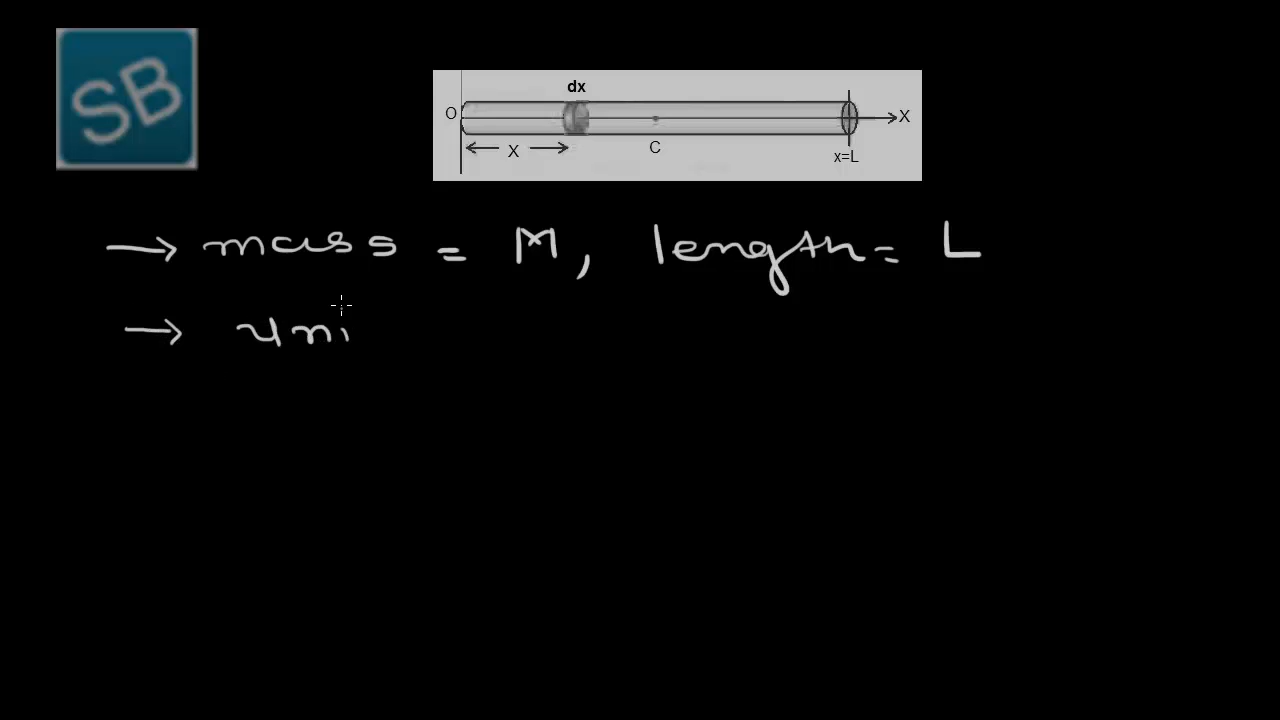 SB
dx
O X
X C x=L
→ mass = M, length = L
→ uni